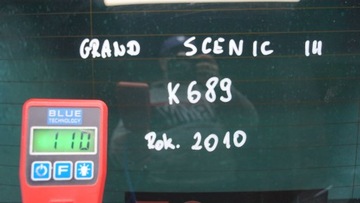 GRAND SCENIC III
K689
Rok. 2010
BLUE
TECHNOLOGY
110
F